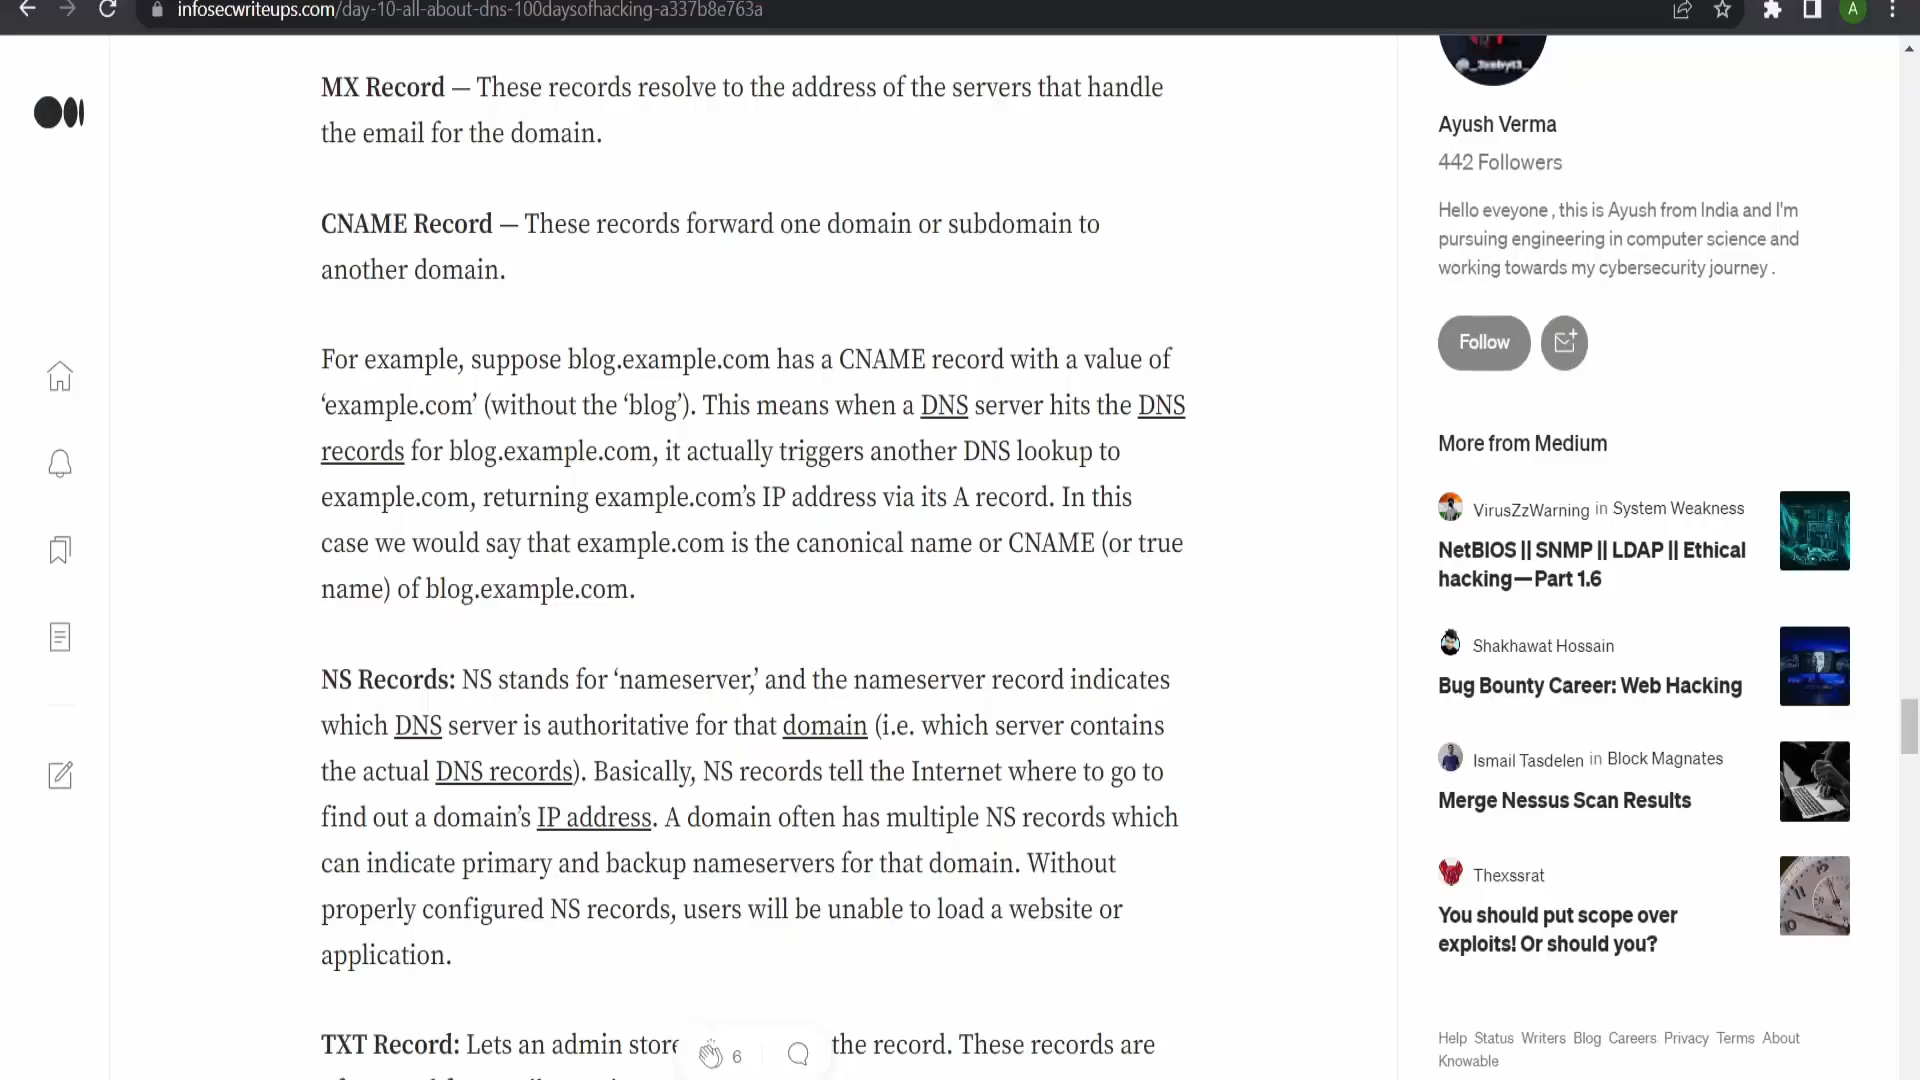 infosecwriteups.com/day-10-all-about-dns-100daysofhacking-a337b8e763a
A
MX Record — These records resolve to the address of the servers that handle
the email for the domain.
CNAME Record — These records forward one domain or subdomain to
another domain.
For example, suppose blog.example.com has a CNAME record with a value of
‘example.com’ (without the ‘blog’). This means when a DNS server hits the DNS
records for blog.example.com, it actually triggers another DNS lookup to
example.com, returning example.com’s IP address via its A record. In this
case we would say that example.com is the canonical name or CNAME (or true
name) of blog.example.com.
NS Records: NS stands for ‘nameserver,’ and the nameserver record indicates
which DNS server is authoritative for that domain (i.e. which server contains
the actual DNS records). Basically, NS records tell the Internet where to go to
find out a domain’s IP address. A domain often has multiple NS records which
can indicate primary and backup nameservers for that domain. Without
properly configured NS records, users will be unable to load a website or
application.
TXT Record: Lets an admin store the record. These records are
6
Ayush Verma
442 Followers
Hello eveyone , this is Ayush from India and I'm
pursuing engineering in computer science and
working towards my cybersecurity journey .
Follow
More from Medium
VirusZzWarning in System Weakness
NetBIOS || SNMP || LDAP || Ethical
hacking — Part 1.6
Shakhawat Hossain
Bug Bounty Career: Web Hacking
Ismail Tasdelen in Block Magnates
Merge Nessus Scan Results
Thexssrat
You should put scope over
exploits! Or should you?
Help Status Writers Blog Careers Privacy Terms About
Knowable